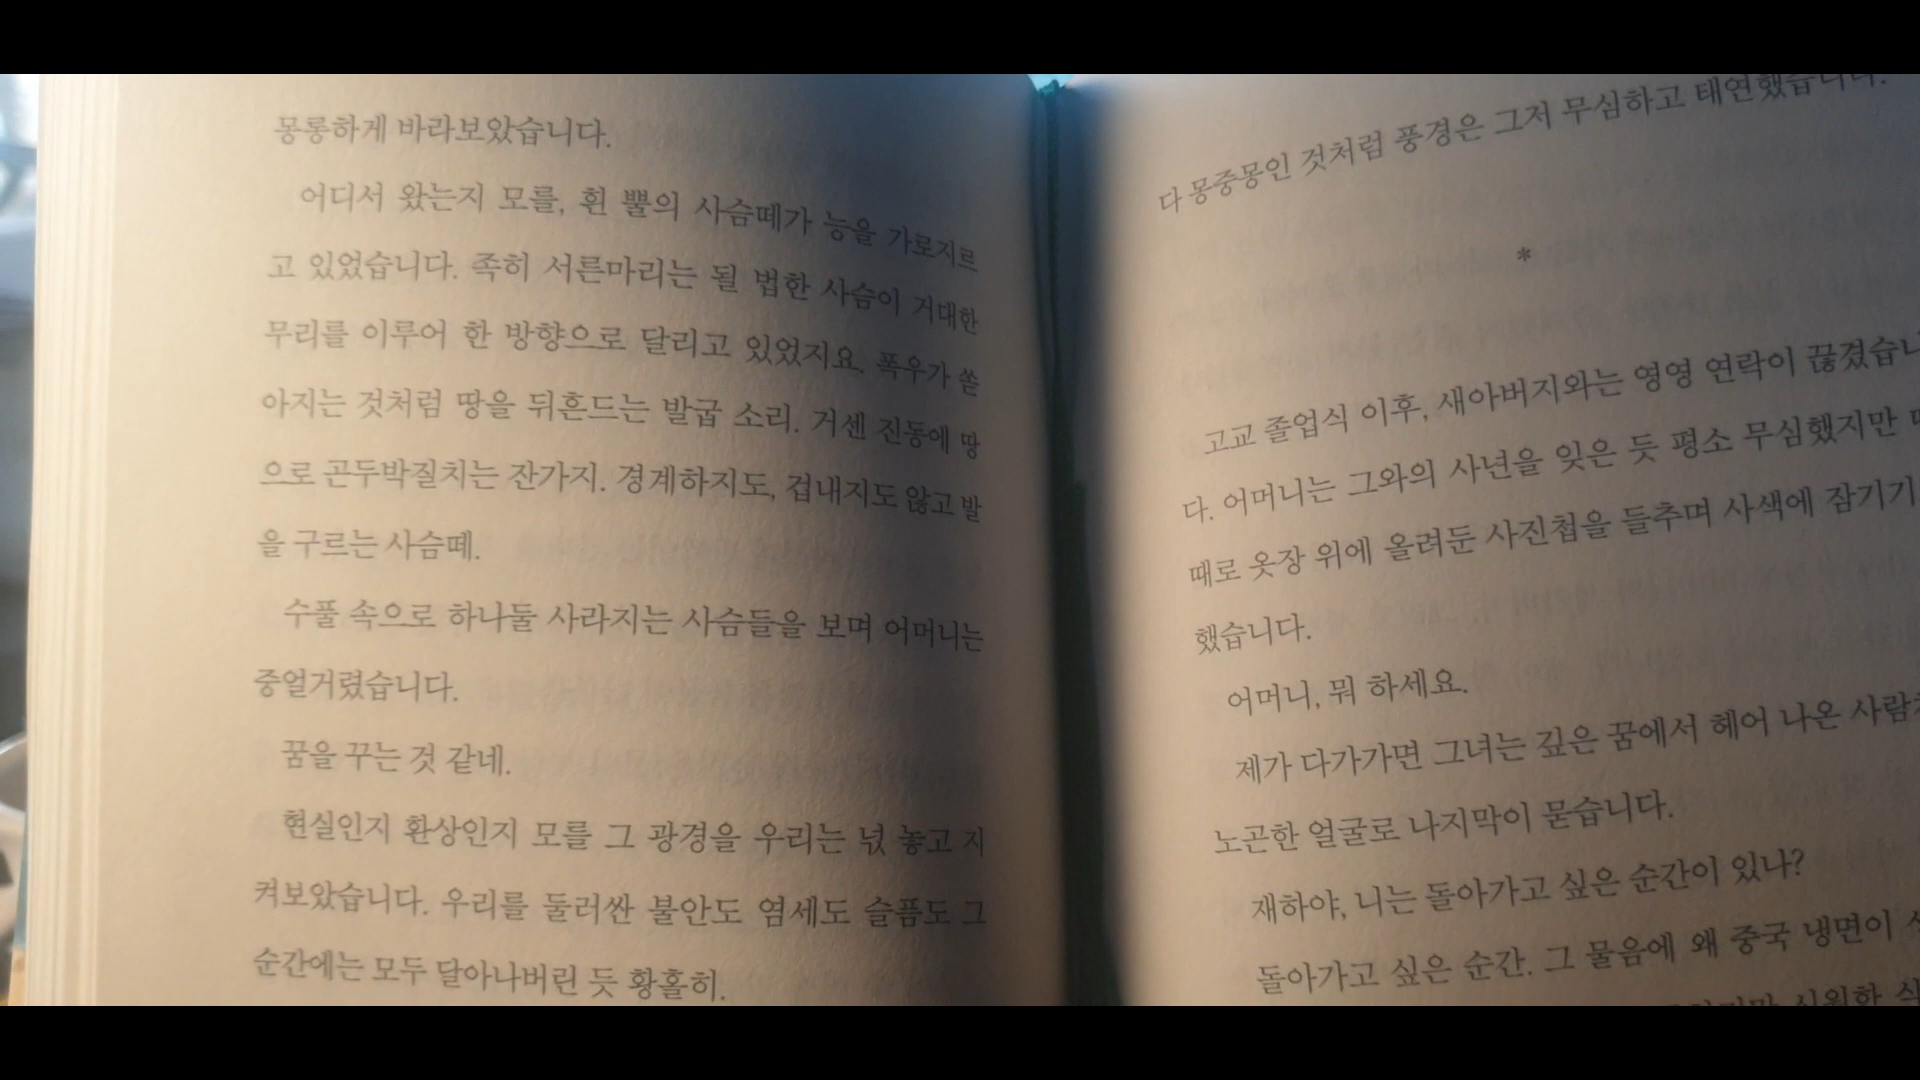 몽롱하게 바라보았습니다.
어디서 왔는지 모를, 흰 뿔의 사슴떼가 능을 가로지르
고 있었습니다. 족히 서른마리는 될 법한 사슴이 거대한
무리를 이루어 한 방향으로 달리고 있었지요. 폭우가 쏟
아지는 것처럼 땅을 뒤흔드는 발굽 소리. 거센 진동에 땅
으로 곤두박질치는 잔가지. 경계하지도, 겁내지도 않고 발
을 구르는 사슴떼.
수풀 속으로 하나둘 사라지는 사슴들을 보며 어머니는
중얼거렸습니다.
꿈을 꾸는 것 같네.
현실인지 환상인지 모를 그 광경을 우리는 넋 놓고 지
켜보았습니다. 우리를 둘러싼 불안도 염세도 슬픔도 그
순간에는 모두 달아나버린 듯 황홀히.
다 몽중몽인 것처럼 풍경은 그저 무심하고 태연했습니다.
*
고교 졸업식 이후, 새아버지와는 영영 연락이 끊겼습니
다. 어머니는 그와의 사년을 잊은 듯 평소 무심했지만
때로 옷장 위에 올려둔 사진첩을 들추며 사색에 잠기기
했습니다.
어머니, 뭐 하세요.
제가 다가가면 그녀는 깊은 꿈에서 헤어 나온 사람
노곤한 얼굴로 나지막이 묻습니다.
재하야, 니는 돌아가고 싶은 순간이 있나?
돌아가고 싶은 순간. 그 물음에 왜 중국 냉면이
시원한